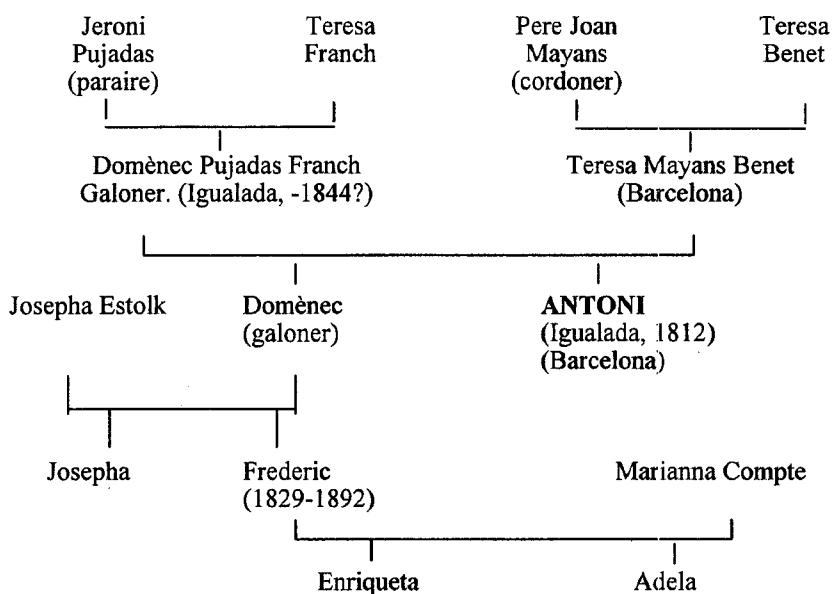 Jeroni
Pujadas
(paraire)
Teresa
Franch
Pere Joan
Mayans
(cordoner)
Teresa
Benet
Domènec Pujadas Franch
Galoner. (Igualada, -1844?)
Teresa Mayans Benet
(Barcelona)
Josepha Estolk
Domènec
(galoner)
ANTONI
(Igualada, 1812)
(Barcelona)
Josepha
Frederic
(1829-1892)
Marianna Compte
Enriqueta
Adela